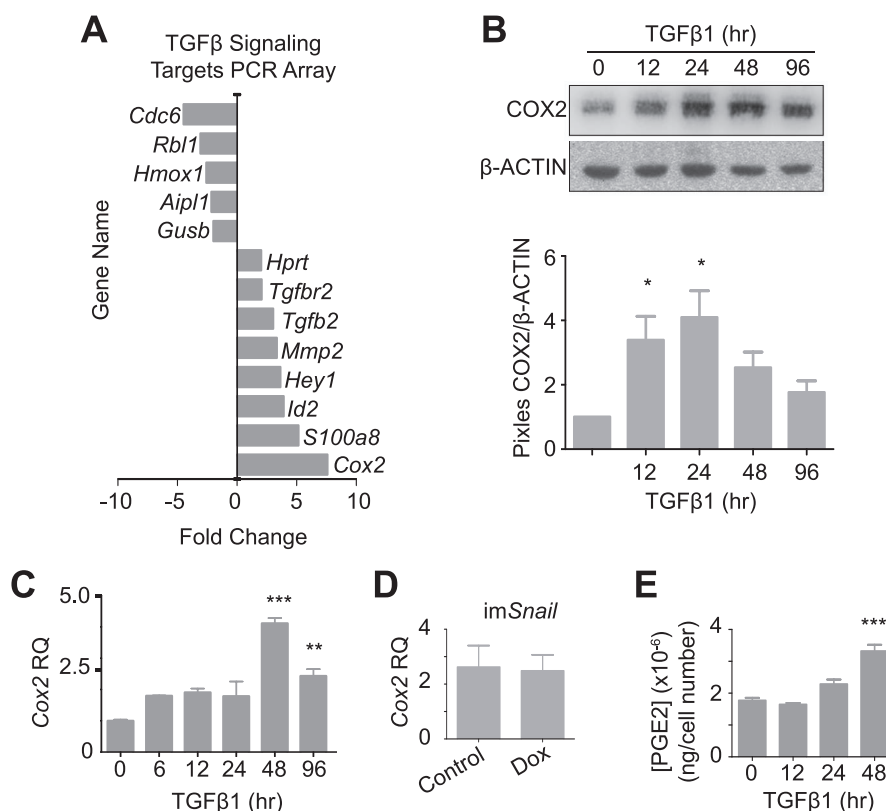 A
TGFβ Signaling
Targets PCR Array
Gene Name
Cdc6
Rbl1
Hmox1
Aipl1
Gusb
Hprt
Tgfbr2
Tgfb2
Mmp2
Hey1
Id2
S100a8
Cox2
-10 -5 0 5 10
Fold Change
B
TGFβ1 (hr)
0 12 24 48 96
COX2
β-ACTIN
Pixles COX2/β-ACTIN
6
4
2
0
* *
12 24 48 96
TGFβ1 (hr)
C
Cox2 RQ
5.0
2.5
0
*** **
0 6 12 24 48 96
TGFβ1 (hr)
D
imSnail
Cox2 RQ
4
2
0
Control Dox
E
[PGE2] (x10⁻⁶)
(ng/cell number)
4
2
0
***
0 12 24 48
TGFβ1 (hr)